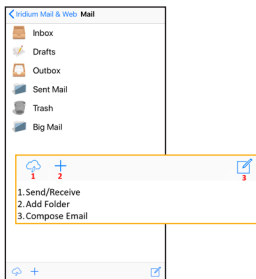 Iridium Mail & Web Mail
Inbox
Drafts
Outbox
Sent Mail
Trash
Big Mail
1 2 3
1. Send/Receive
2. Add Folder
3. Compose Email